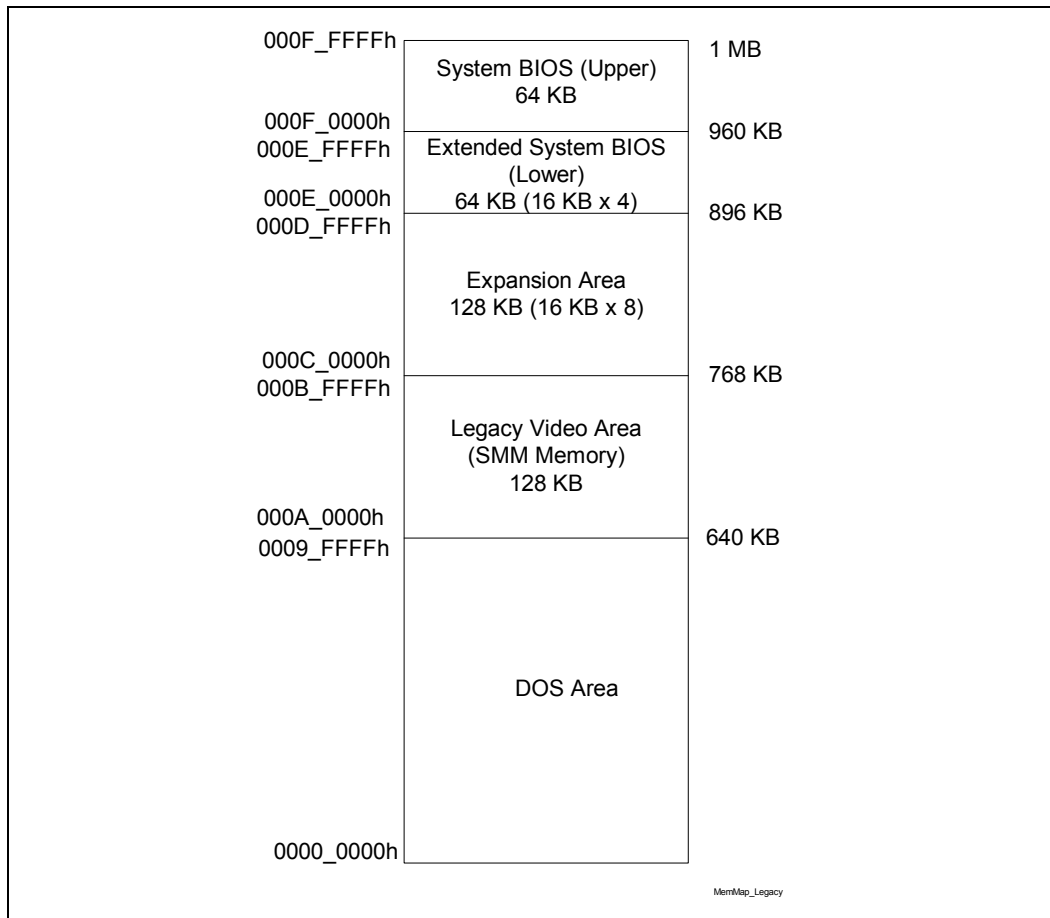 000F_FFFFh
1 MB
System BIOS (Upper)
64 KB
000F_0000h
960 KB
000E_FFFFh
Extended System BIOS
(Lower)
64 KB (16 KB x 4)
000E_0000h
896 KB
000D_FFFFh
Expansion Area
128 KB (16 KB x 8)
000C_0000h
768 KB
000B_FFFFh
Legacy Video Area
(SMM Memory)
128 KB
000A_0000h
640 KB
0009_FFFFh
DOS Area
0000_0000h
MemMap_Legacy